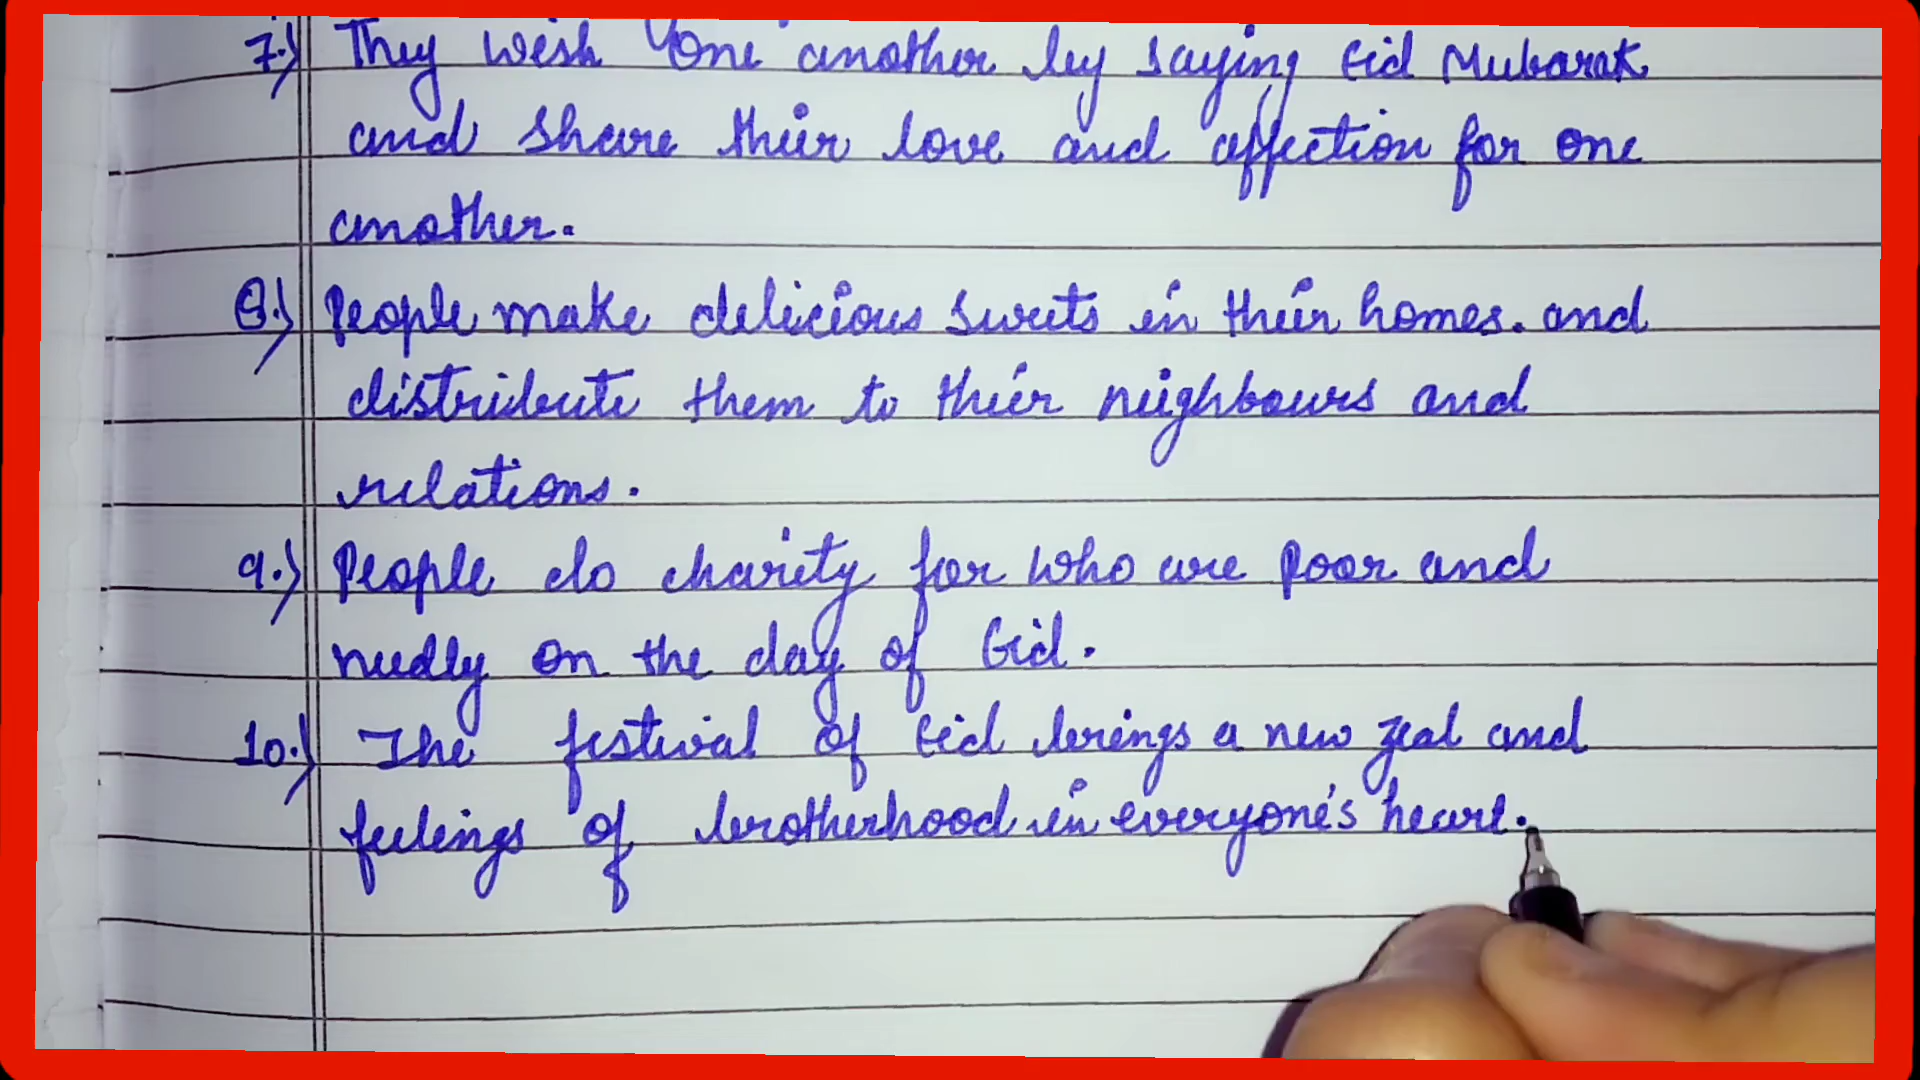 7.) They wish one another by saying Eid Mubarak
and share their love and affection for one
another.
8.) People make delicious sweets in their homes. and
distribute them to their neighbours and
relations.
9.) People do charity for who are poor and
needly on the day of Eid.
10.) The festival of Eid brings a new zeal and
feelings of brotherhood in everyone's heart.